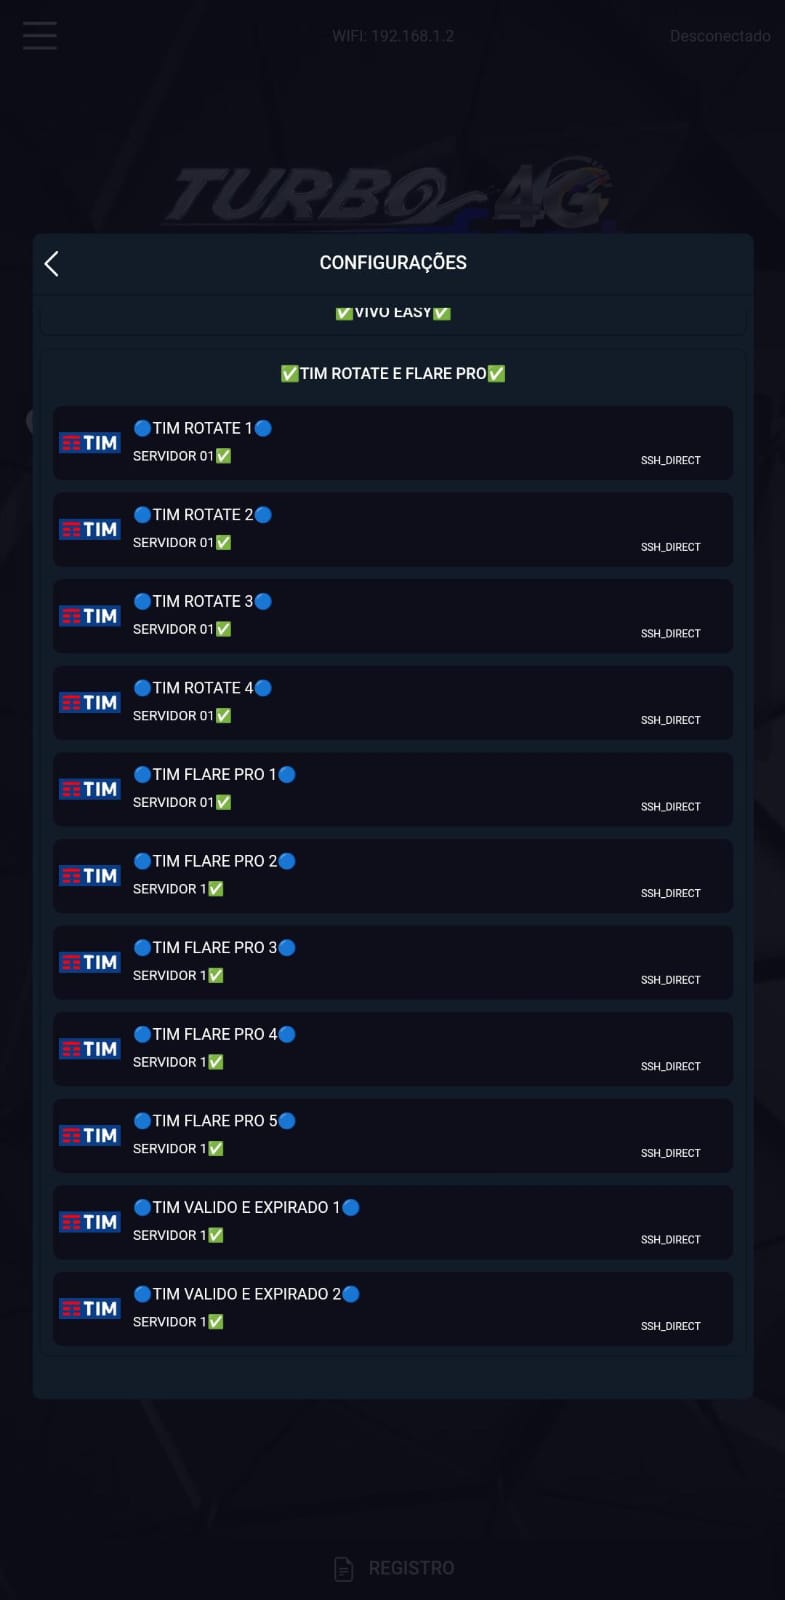 WIFI: 192.168.1.2
Desconectado
TURBO 4G
CONFIGURAÇÕES
✅VIVO EASY✅
✅TIM ROTATE E FLARE PRO✅
TIM
🔵TIM ROTATE 1🔵
SERVIDOR 01✅
SSH_DIRECT
TIM
🔵TIM ROTATE 2🔵
SERVIDOR 01✅
SSH_DIRECT
TIM
🔵TIM ROTATE 3🔵
SERVIDOR 01✅
SSH_DIRECT
TIM
🔵TIM ROTATE 4🔵
SERVIDOR 01✅
SSH_DIRECT
TIM
🔵TIM FLARE PRO 1🔵
SERVIDOR 01✅
SSH_DIRECT
TIM
🔵TIM FLARE PRO 2🔵
SERVIDOR 1✅
SSH_DIRECT
TIM
🔵TIM FLARE PRO 3🔵
SERVIDOR 1✅
SSH_DIRECT
TIM
🔵TIM FLARE PRO 4🔵
SERVIDOR 1✅
SSH_DIRECT
TIM
🔵TIM FLARE PRO 5🔵
SERVIDOR 1✅
SSH_DIRECT
TIM
🔵TIM VALIDO E EXPIRADO 1🔵
SERVIDOR 1✅
SSH_DIRECT
TIM
🔵TIM VALIDO E EXPIRADO 2🔵
SERVIDOR 1✅
SSH_DIRECT
REGISTRO